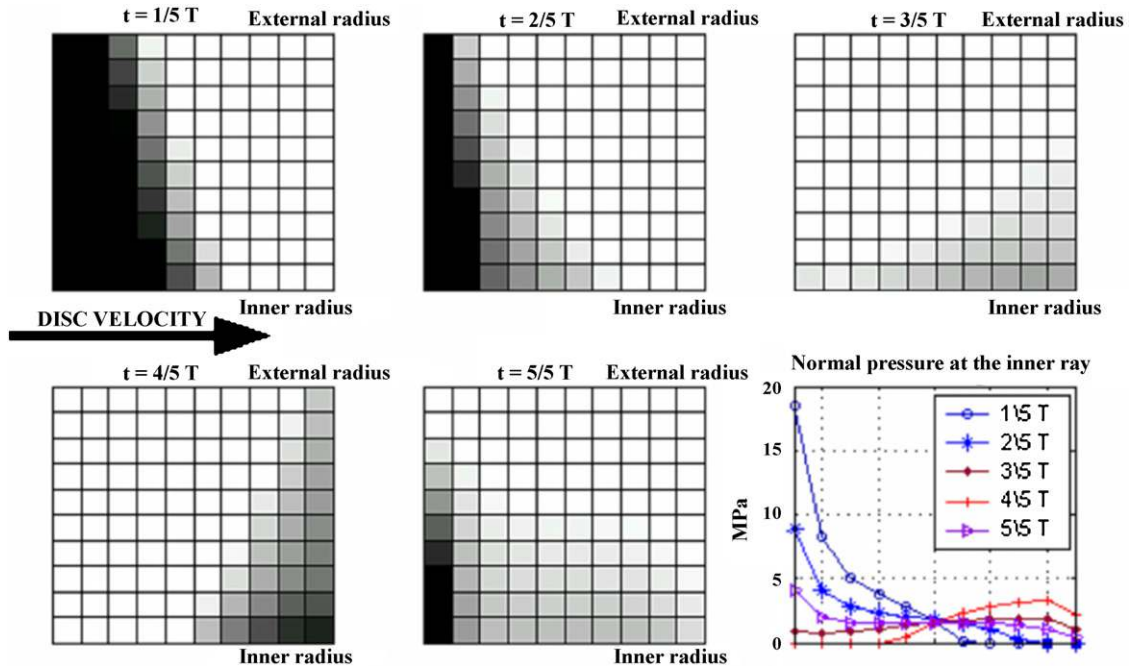 t = 1/5 T
External radius
t = 2/5 T
External radius
t = 3/5 T
External radius
Inner radius
Inner radius
Inner radius
DISC VELOCITY
t = 4/5 T
External radius
t = 5/5 T
External radius
Normal pressure at the inner ray
Inner radius
Inner radius
MPa
20
15
10
5
0
1\5 T
2\5 T
3\5 T
4\5 T
5\5 T